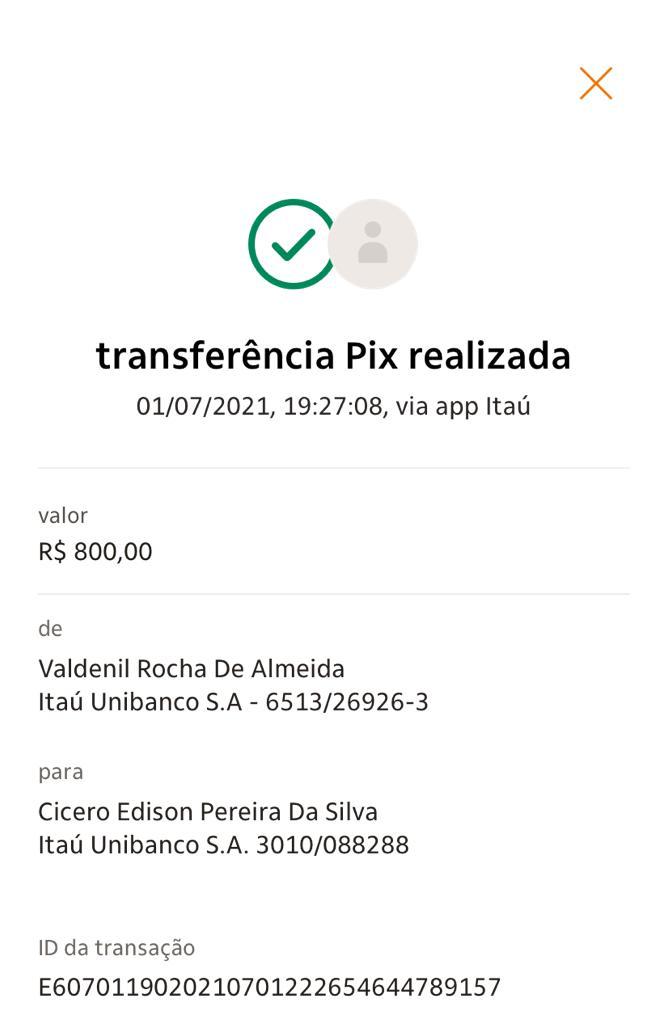 transferência Pix realizada
01/07/2021, 19:27:08, via app Itaú
valor
R$ 800,00
de
Valdenil Rocha De Almeida
Itaú Unibanco S.A - 6513/26926-3
para
Cicero Edison Pereira Da Silva
Itaú Unibanco S.A. 3010/088288
ID da transação
E60701190202107012222654644789157